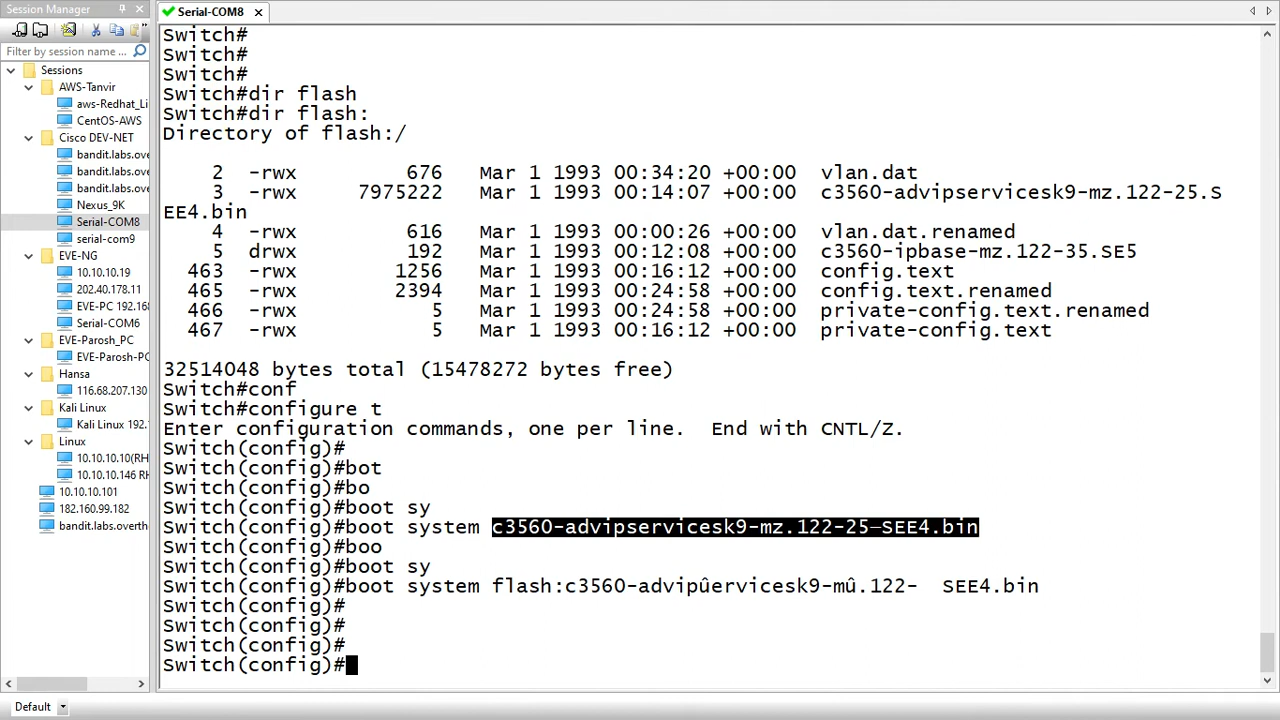 Session Manager
Serial-COM8
Filter by session name ...
Sessions
AWS-Tanvir
aws-Redhat_Li
CentOS-AWS
Cisco DEV-NET
bandit.labs.ove
bandit.labs.ove
bandit.labs.ove
Nexus_9K
Serial-COM8
serial-com9
EVE-NG
10.10.10.19
202.40.178.11
EVE-PC 192.168
Serial-COM6
EVE-Parosh_PC
EVE-Parosh-PC
Hansa
116.68.207.130
Kali Linux
Kali Linux 192.
Linux
10.10.10.10(RH
10.10.10.146 RH
10.10.10.101
182.160.99.182
bandit.labs.overth
Default
Switch#
Switch#
Switch#
Switch#dir flash
Switch#dir flash:
Directory of flash:/
2 -rwx 676 Mar 1 1993 00:34:20 +00:00 vlan.dat
3 -rwx 7975222 Mar 1 1993 00:14:07 +00:00 c3560-advipservicesk9-mz.122-25.S
EE4.bin
4 -rwx 616 Mar 1 1993 00:00:26 +00:00 vlan.dat.renamed
5 drwx 192 Mar 1 1993 00:12:08 +00:00 c3560-ipbase-mz.122-35.SE5
463 -rwx 1256 Mar 1 1993 00:16:12 +00:00 config.text
465 -rwx 2394 Mar 1 1993 00:24:58 +00:00 config.text.renamed
466 -rwx 5 Mar 1 1993 00:24:58 +00:00 private-config.text.renamed
467 -rwx 5 Mar 1 1993 00:16:12 +00:00 private-config.text
32514048 bytes total (15478272 bytes free)
Switch#conf
Switch#configure t
Enter configuration commands, one per line. End with CNTL/Z.
Switch(config)#
Switch(config)#bot
Switch(config)#bo
Switch(config)#boot sy
Switch(config)#boot system c3560-advipservicesk9-mz.122-25–SEE4.bin
Switch(config)#boo
Switch(config)#boot sy
Switch(config)#boot system flash:c3560-advipûervicesk9-mû.122- SEE4.bin
Switch(config)#
Switch(config)#
Switch(config)#
Switch(config)#